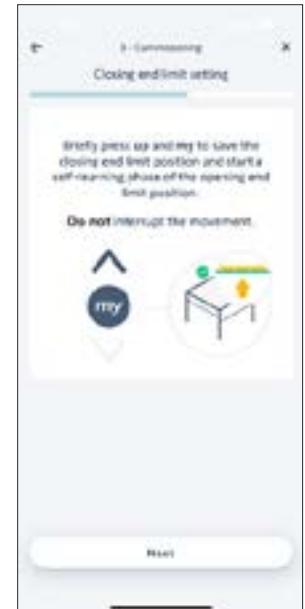 3 - Commissioning
Closing end limit setting
Briefly press up and my to save the
closing end limit position and start a
self-learning phase of the opening end
limit position.
Do not interrupt the movement.
my
Next